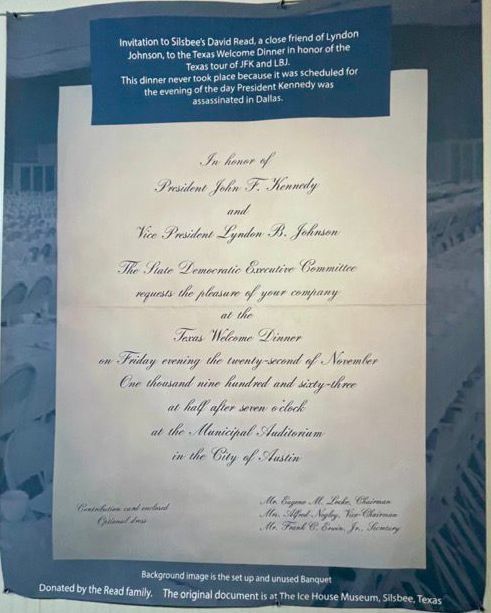 Invitation to Silsbee's David Read, a close friend of Lyndon
Johnson, to the Texas Welcome Dinner in honor of the
Texas tour of JFK and LBJ.
This dinner never took place because it was scheduled for
the evening of the day President Kennedy was
assassinated in Dallas.
In honor of
President John F. Kennedy
and
Vice President Lyndon B. Johnson
The State Democratic Executive Committee
requests the pleasure of your company
at the
Texas Welcome Dinner
on Friday evening the twenty-second of November
One thousand nine hundred and sixty-three
at half after seven o'clock
at the Municipal Auditorium
in the City of Austin
Contribution card enclosed
Optional dress
Mr. Eugene M. Locke, Chairman
Mrs. Alfred Negley, Vice-Chairman
Mr. Frank C. Erwin, Jr., Secretary
Background image is the set up and unused Banquet
Donated by the Read family. The original document is at The Ice House Museum, Silsbee, Texas